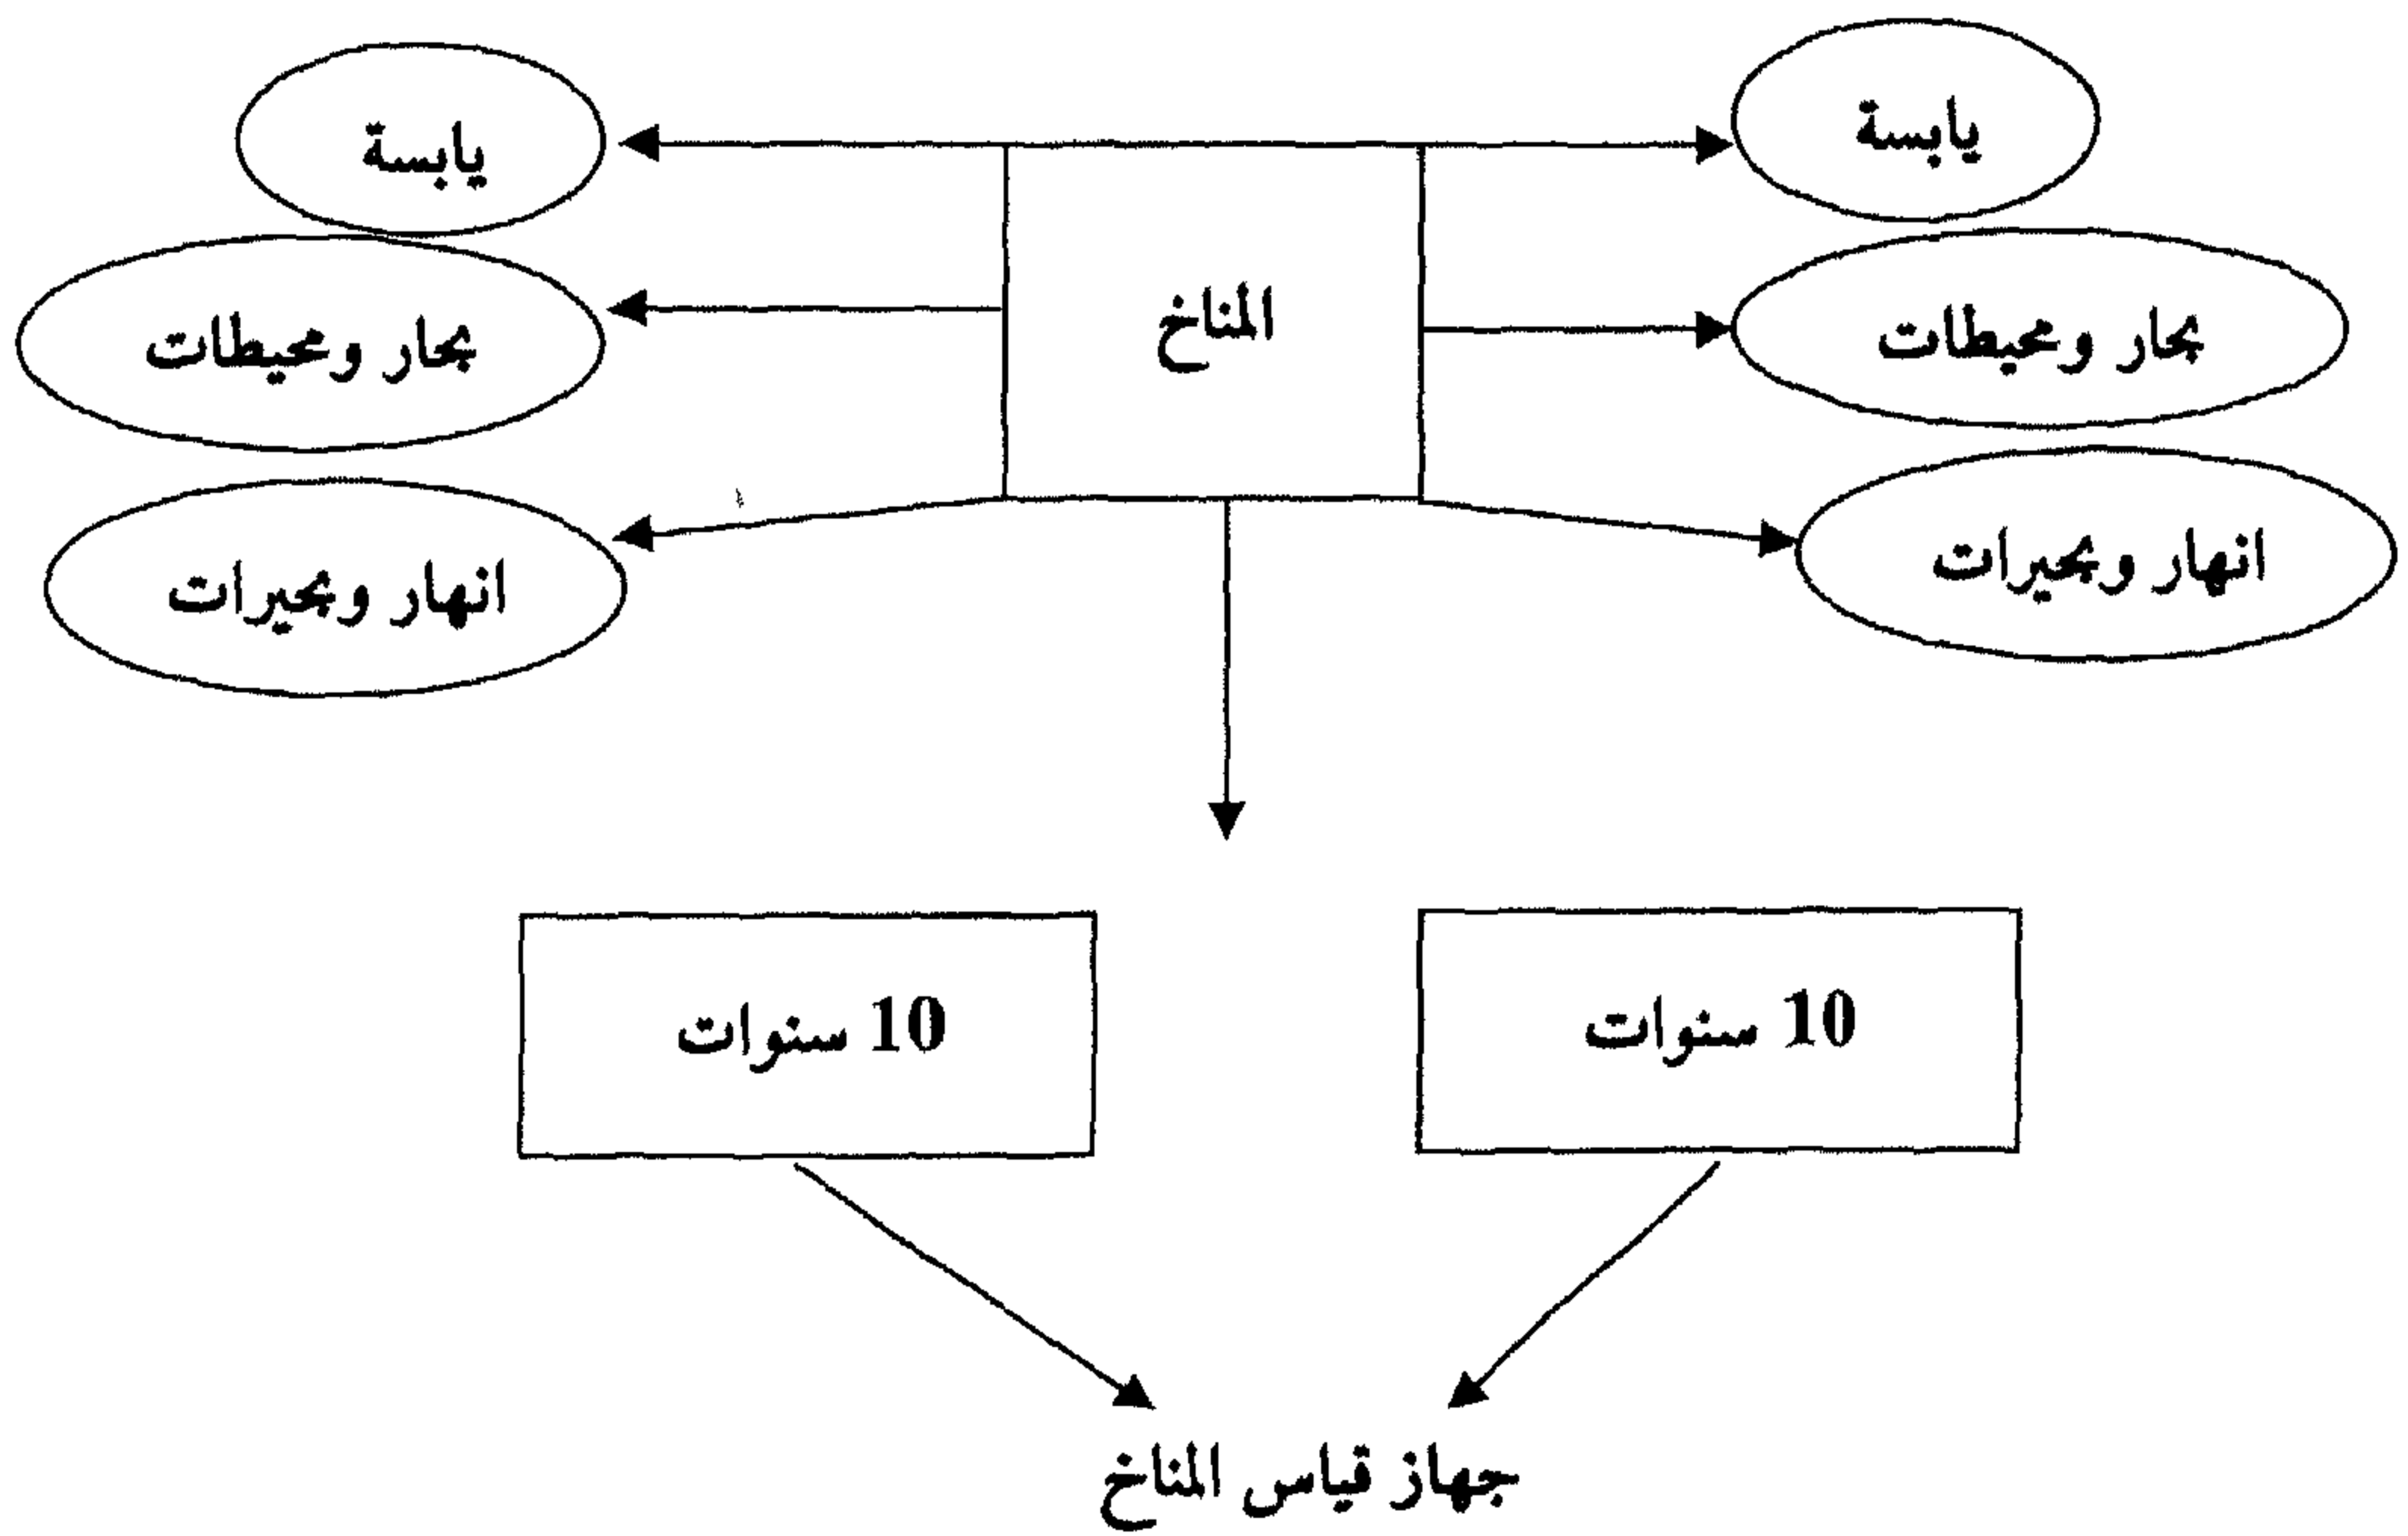 يابسة
يابسة
المناخ
بحار ومحيطات
بحار ومحيطات
انهار وبحيرات
انهار وبحيرات
10 سنوات
10 سنوات
جهاز قياس المناخ